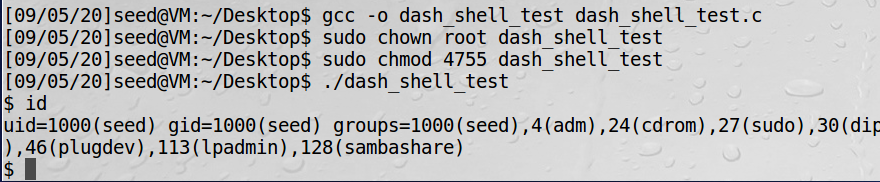 [09/05/20]seed@VM:~/Desktop$ gcc -o dash_shell_test dash_shell_test.c
[09/05/20]seed@VM:~/Desktop$ sudo chown root dash_shell_test
[09/05/20]seed@VM:~/Desktop$ sudo chmod 4755 dash_shell_test
[09/05/20]seed@VM:~/Desktop$ ./dash_shell_test
$ id
uid=1000(seed) gid=1000(seed) groups=1000(seed),4(adm),24(cdrom),27(sudo),30(dip
),46(plugdev),113(lpadmin),128(sambashare)
$